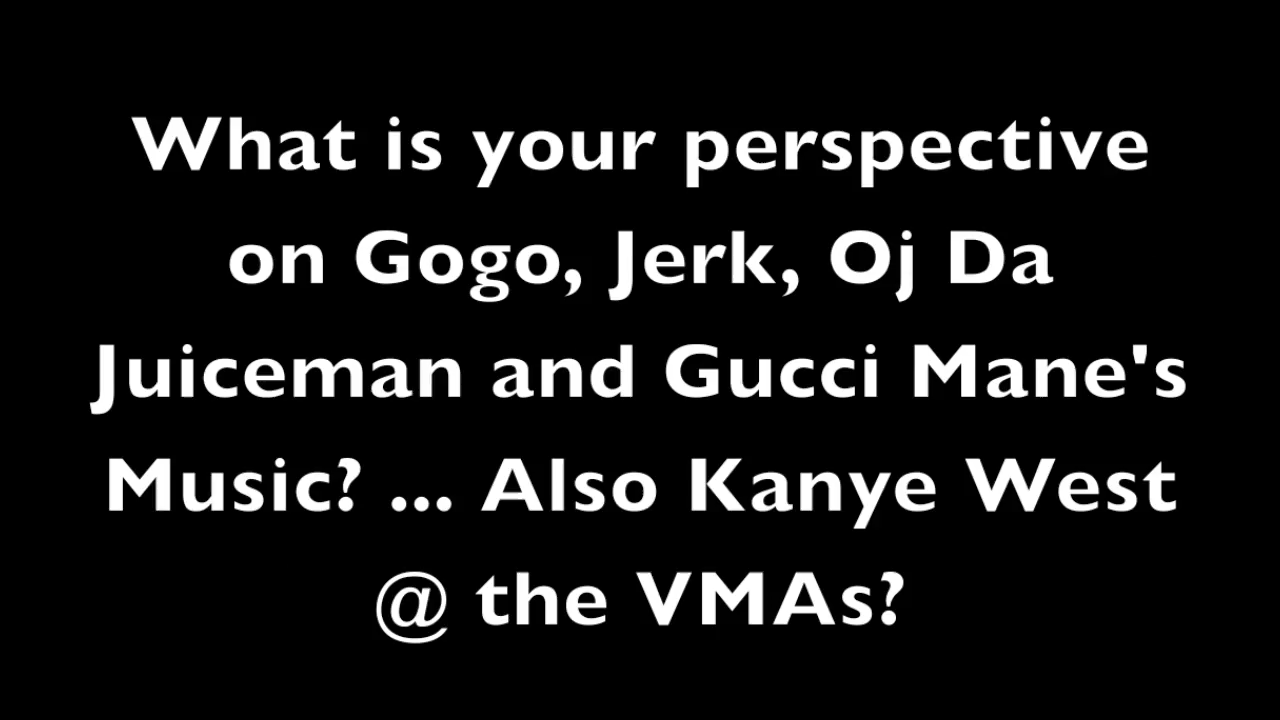 What is your perspective
on Gogo, Jerk, Oj Da
Juiceman and Gucci Mane's
Music? ... Also Kanye West
@ the VMAs?